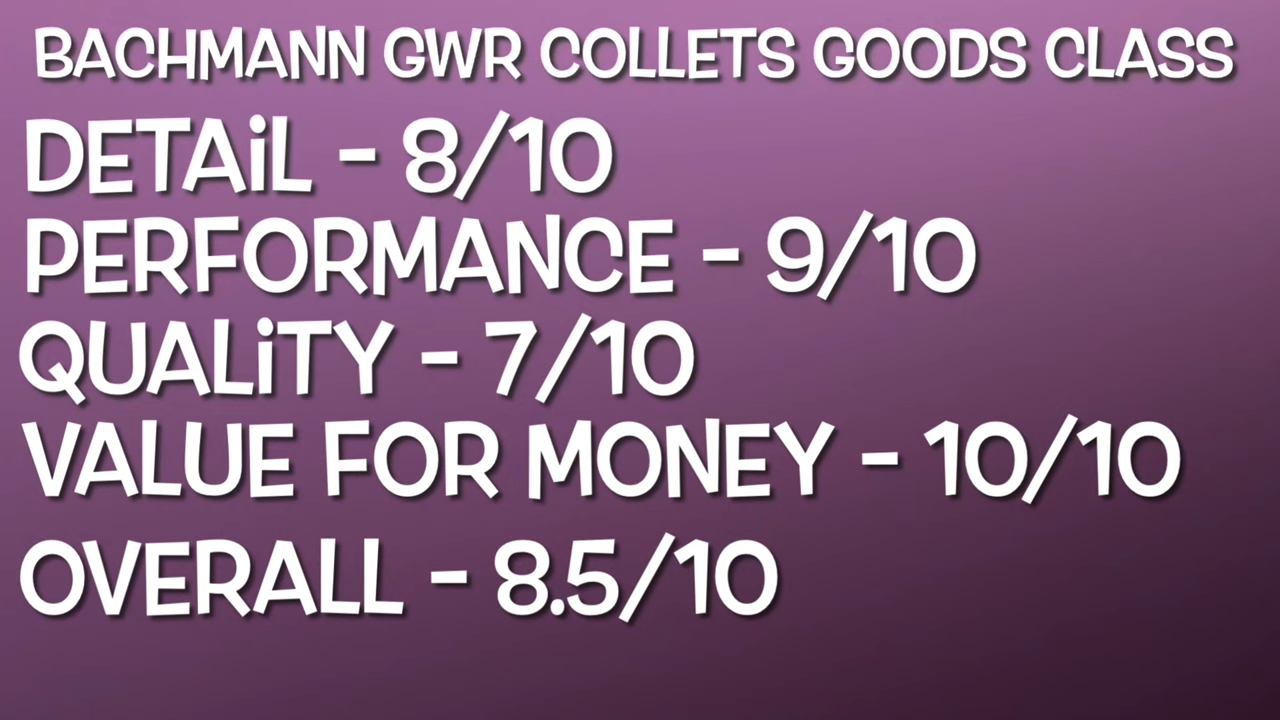 BACHMANN GWR COLLETS GOODS CLASS
DETAiL - 8/10
PERFORMANCE - 9/10
QUALiTY - 7/10
VALUE FOR MONEY - 10/10
OVERALL - 8.5/10